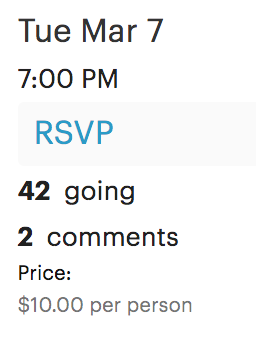 Tue Mar 7
7:00 PM
RSVP
42 going
2 comments
Price:
$10.00 per person